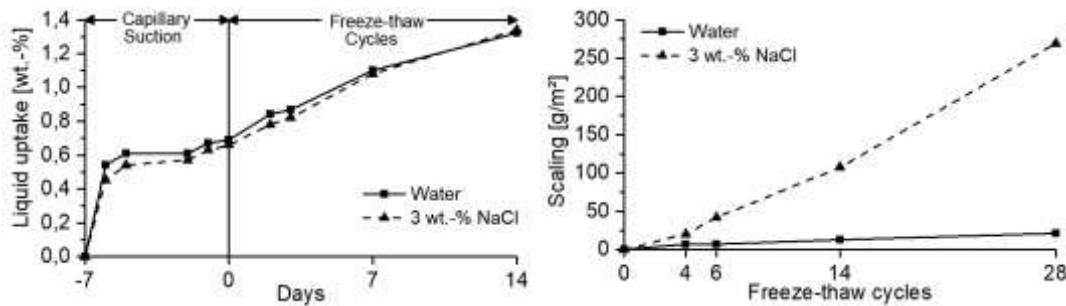 1,4
1,2
1,0
0,8
0,6
0,4
0,2
0,0
Liquid uptake [wt.-%]
Capillary
Suction
Freeze-thaw
Cycles
Water
3 wt.-% NaCl
-7
0
7
14
Days
300
250
200
150
100
50
0
Scaling [g/m²]
Water
3 wt.-% NaCl
0
4
6
14
28
Freeze-thaw cycles